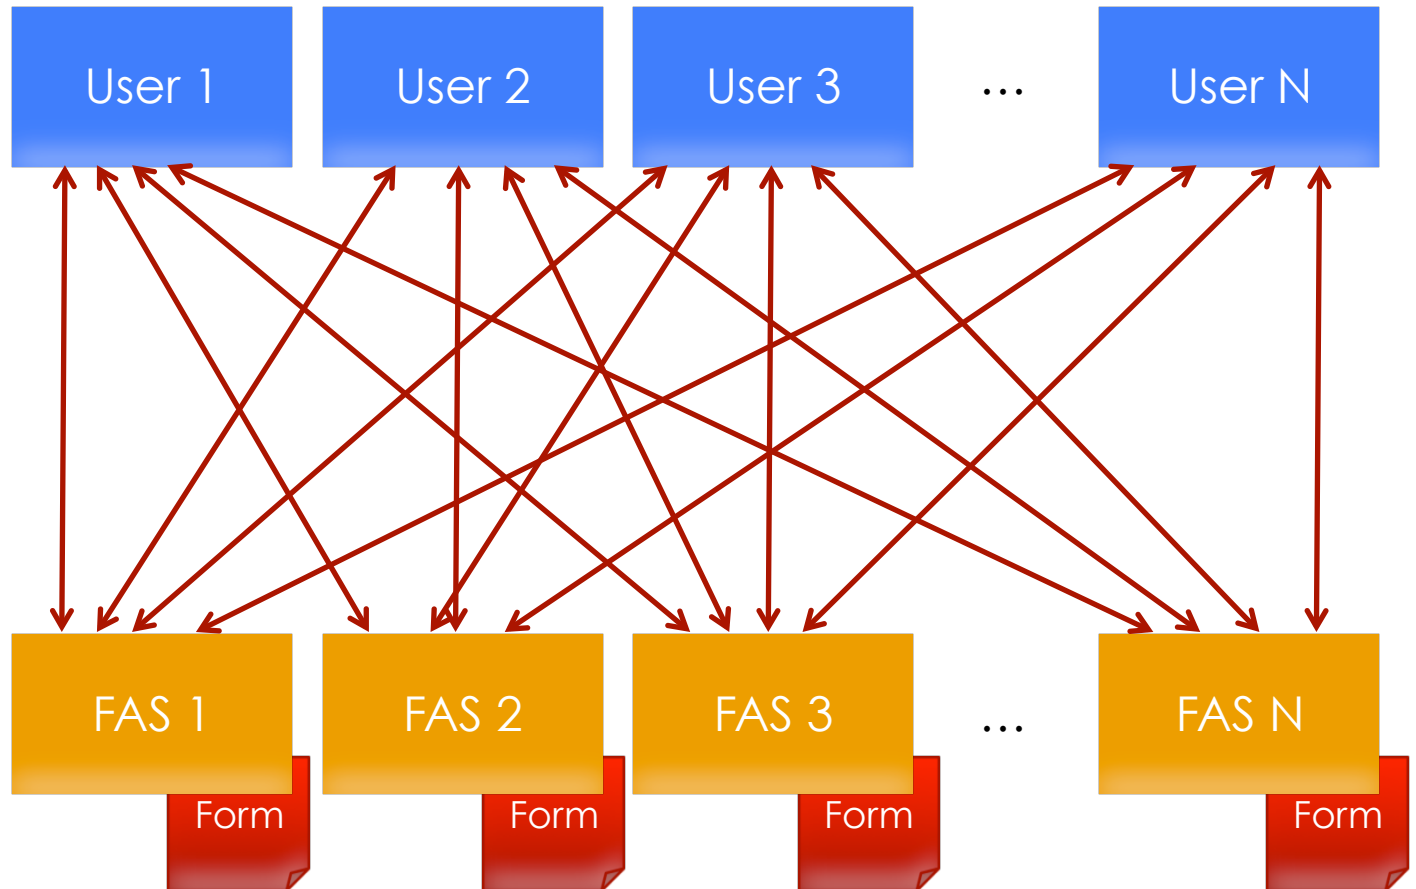 User 1
User 2
User 3
...
User N
FAS 1
FAS 2
FAS 3
...
FAS N
Form
Form
Form
Form